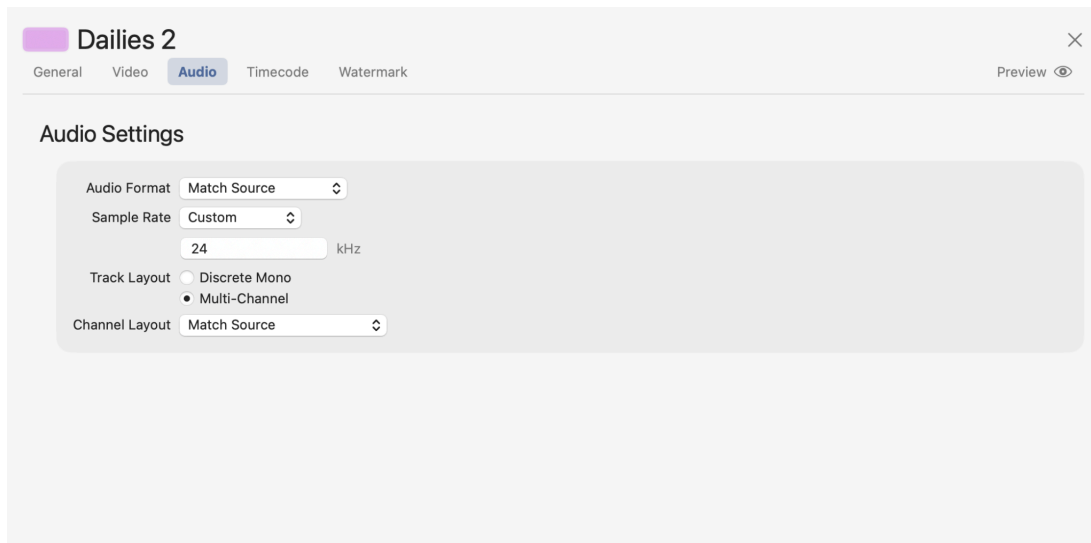 Dailies 2
General Video Audio Timecode Watermark Preview
Audio Settings
Audio Format Match Source
Sample Rate Custom
24 kHz
Track Layout Discrete Mono
Multi-Channel
Channel Layout Match Source